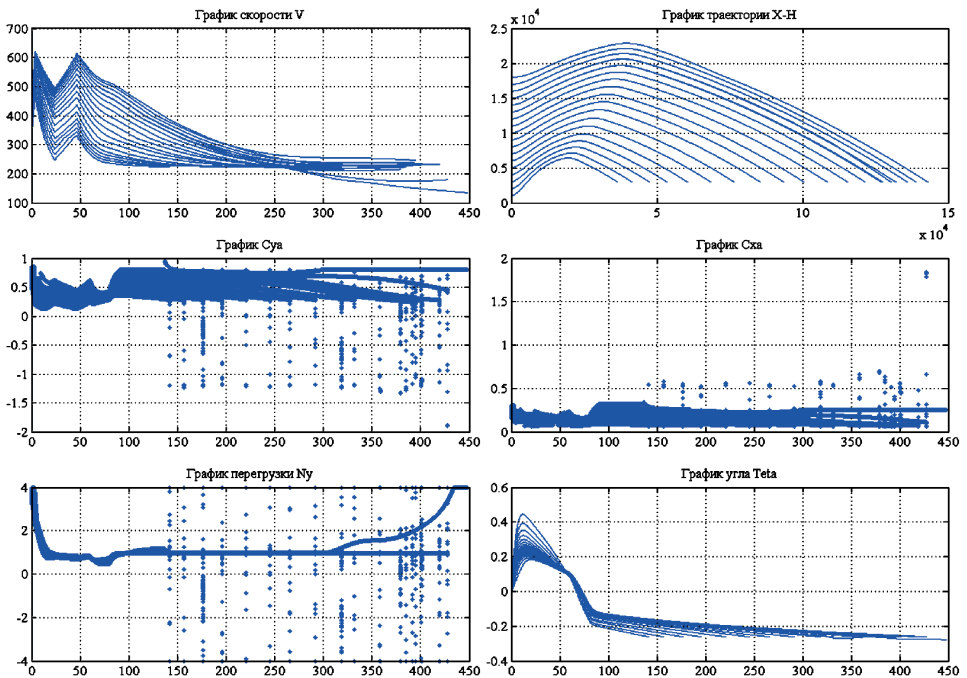 График скорости V
700
600
500
400
300
200
100
0 50 100 150 200 250 300 350 400 450
График траектории X-H
x 10^4
2.5
2
1.5
1
0.5
0
0 5 10 15
x 10^4
График Cya
1
0.5
0
-0.5
-1
-1.5
-2
0 50 100 150 200 250 300 350 400 450
График Cxa
2
1.5
1
0.5
0
0 50 100 150 200 250 300 350 400 450
График перегрузки Ny
4
2
0
-2
-4
0 50 100 150 200 250 300 350 400 450
График угла Teta
0.6
0.4
0.2
0
-0.2
-0.4
0 50 100 150 200 250 300 350 400 450